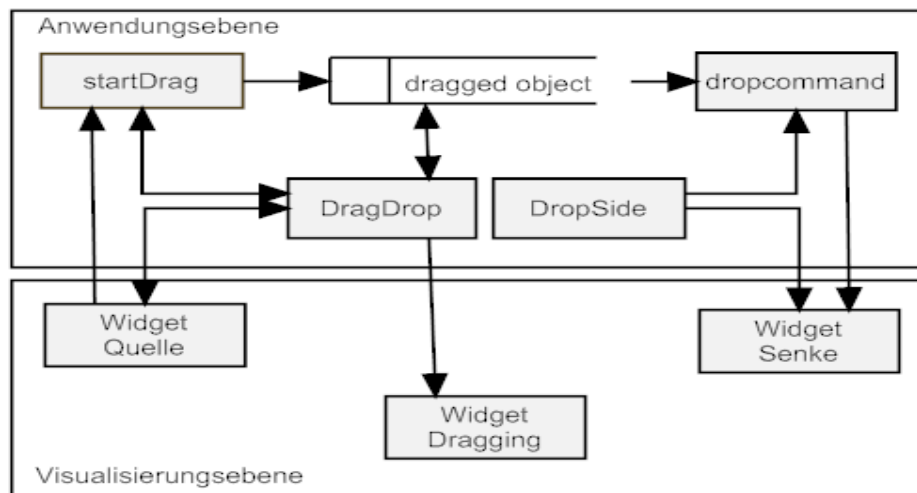 Anwendungsebene
startDrag
dragged object
dropcommand
DragDrop
DropSide
Widget
Quelle
Widget
Senke
Widget
Dragging
Visualisierungsebene